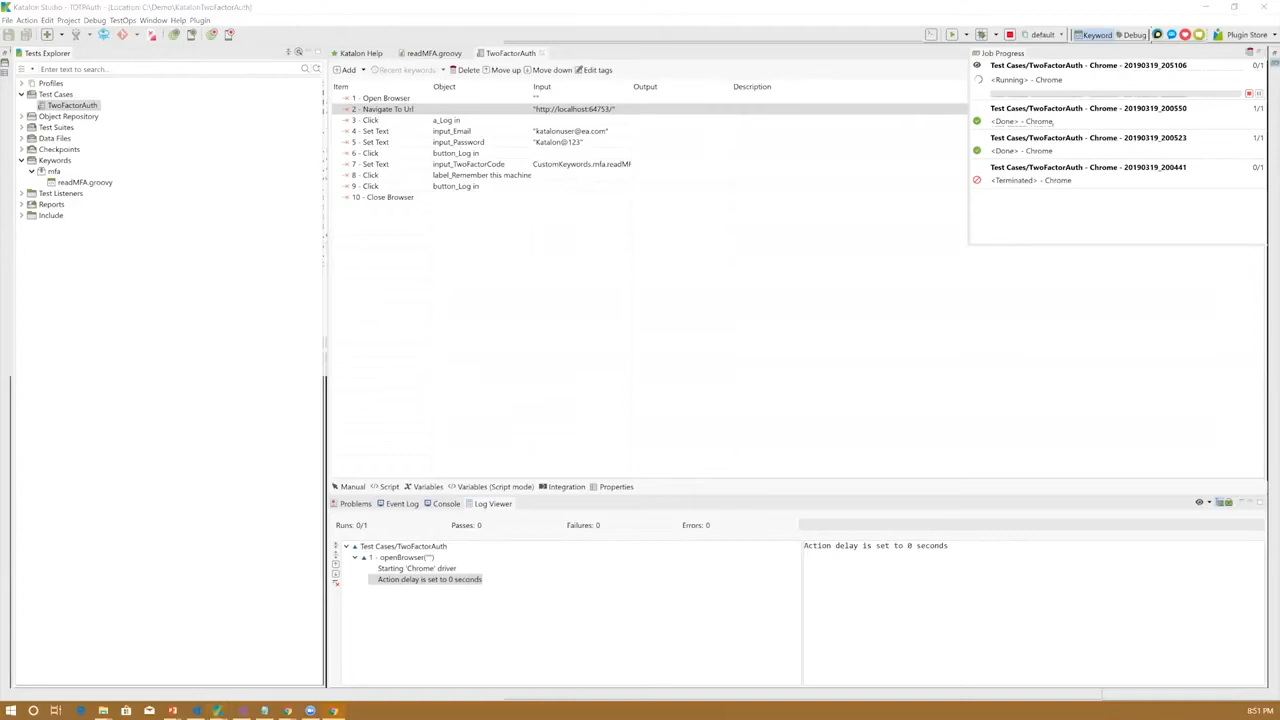 Katalon Studio - TOTPAuth - [Location: C:\Demo\KatalonTwoFactorAuth]
File Action Edit Project Debug TestOps Window Help Plugin
default Keyword Debug Plugin Store
Tests Explorer
Enter text to search...
Profiles
Test Cases
TwoFactorAuth
Object Repository
Test Suites
Data Files
Checkpoints
Keywords
mfa
readMFA.groovy
Test Listeners
Reports
Include
Katalon Help readMFA.groovy TwoFactorAuth
Add Recent keywords Delete Move up Move down Edit tags
Item Object Input Output Description
1 - Open Browser ""
2 - Navigate To Url "http://localhost:64753/"
3 - Click a_Log in
4 - Set Text input_Email "katalonuser@ea.com"
5 - Set Text input_Password "Katalon@123"
6 - Click button_Log in
7 - Set Text input_TwoFactorCode CustomKeywords.mfa.readMF
8 - Click label_Remember this machine
9 - Click button_Log in
10 - Close Browser
Job Progress
Test Cases/TwoFactorAuth - Chrome - 20190319_205106 0/1
<Running> - Chrome
Test Cases/TwoFactorAuth - Chrome - 20190319_200550 1/1
<Done> - Chrome,
Test Cases/TwoFactorAuth - Chrome - 20190319_200523 1/1
<Done> - Chrome
Test Cases/TwoFactorAuth - Chrome - 20190319_200441 0/1
<Terminated> - Chrome
Manual Script Variables Variables (Script mode) Integration Properties
Problems Event Log Console Log Viewer
Runs: 0/1 Passes: 0 Failures: 0 Errors: 0
Test Cases/TwoFactorAuth
1 - openBrowser("")
Starting 'Chrome' driver
Action delay is set to 0 seconds
Action delay is set to 0 seconds
8:51 PM